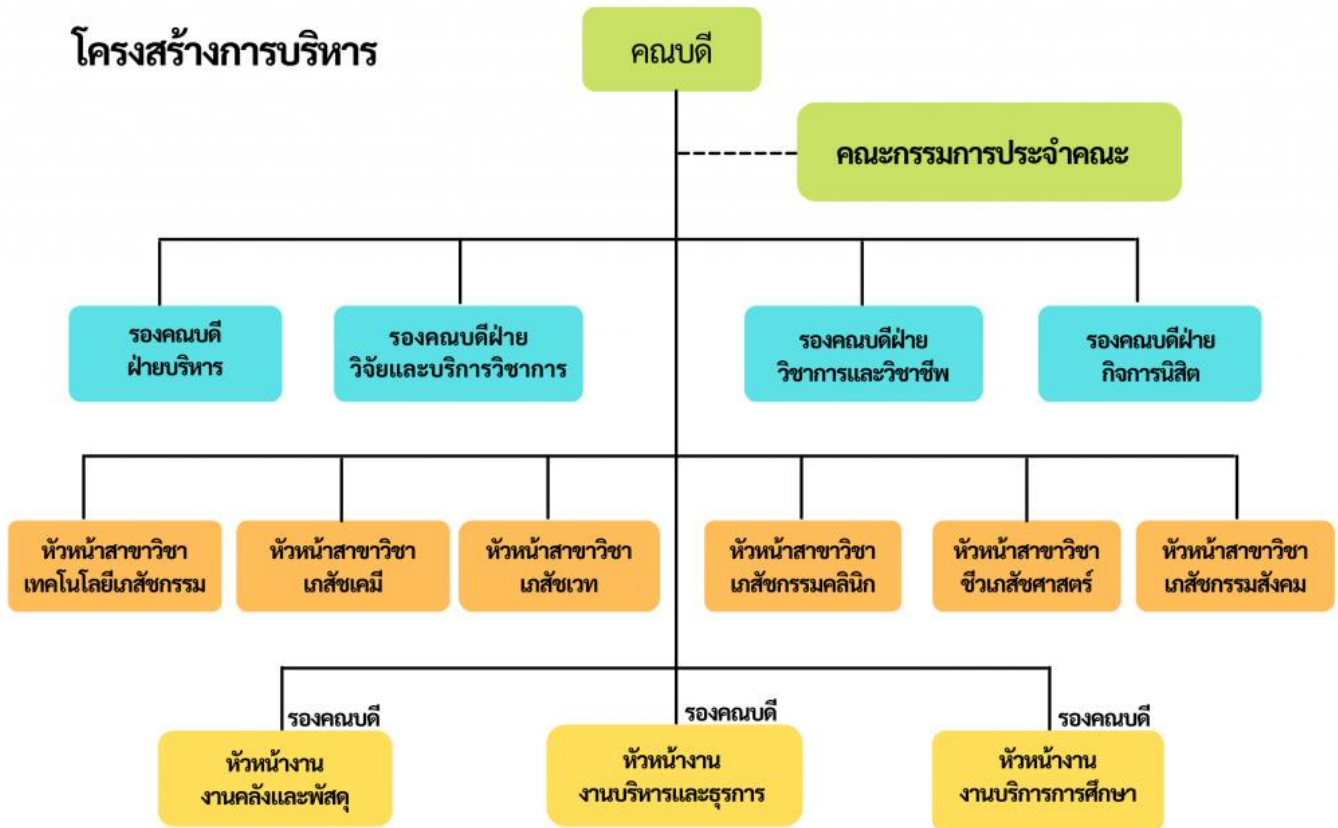 โครงสร้างการบริหาร
คณบดี
คณะกรรมการประจำคณะ
รองคณบดี
ฝ่ายบริหาร
รองคณบดีฝ่าย
วิจัยและบริการวิชาการ
รองคณบดีฝ่าย
วิชาการและวิชาชีพ
รองคณบดีฝ่าย
กิจการนิสิต
หัวหน้าสาขาวิชา
เทคโนโลยีเภสัชกรรม
หัวหน้าสาขาวิชา
เภสัชเคมี
หัวหน้าสาขาวิชา
เภสัชเวท
หัวหน้าสาขาวิชา
เภสัชกรรมคลินิก
หัวหน้าสาขาวิชา
ชีวเภสัชศาสตร์
หัวหน้าสาขาวิชา
เภสัชกรรมสังคม
รองคณบดี
หัวหน้างาน
งานคลังและพัสดุ
รองคณบดี
หัวหน้างาน
งานบริหารและธุรการ
รองคณบดี
หัวหน้างาน
งานบริการการศึกษา